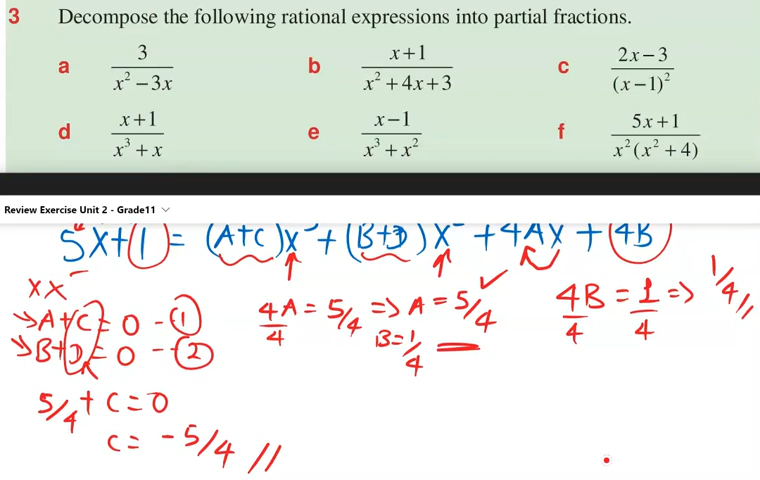 3 Decompose the following rational expressions into partial fractions.
a 3/(x² − 3x) b (x+1)/(x² + 4x + 3) c (2x − 3)/(x − 1)²
d (x+1)/(x³ + x) e (x − 1)/(x³ + x²) f (5x + 1)/(x²(x² + 4))
Review Exercise Unit 2 - Grade11
5x+1 = (A+C)x³ + (B+D)x² + 4Ax + 4B
A+C = 0 – ①
B+D = 0 – ②
4A/4 = 5/4 => A = 5/4 ✓
B = 1/4
4B/4 = 1/4 => 1/4 //
5/4 + C = 0
C = -5/4 //